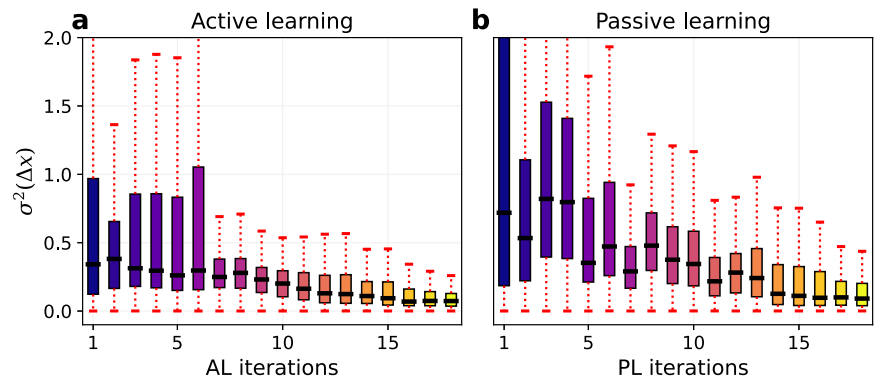 a Active learning
b Passive learning
2.0
1.5
1.0
0.5
0.0
σ²(Δx)
1 5 10 15
1 5 10 15
AL iterations
PL iterations